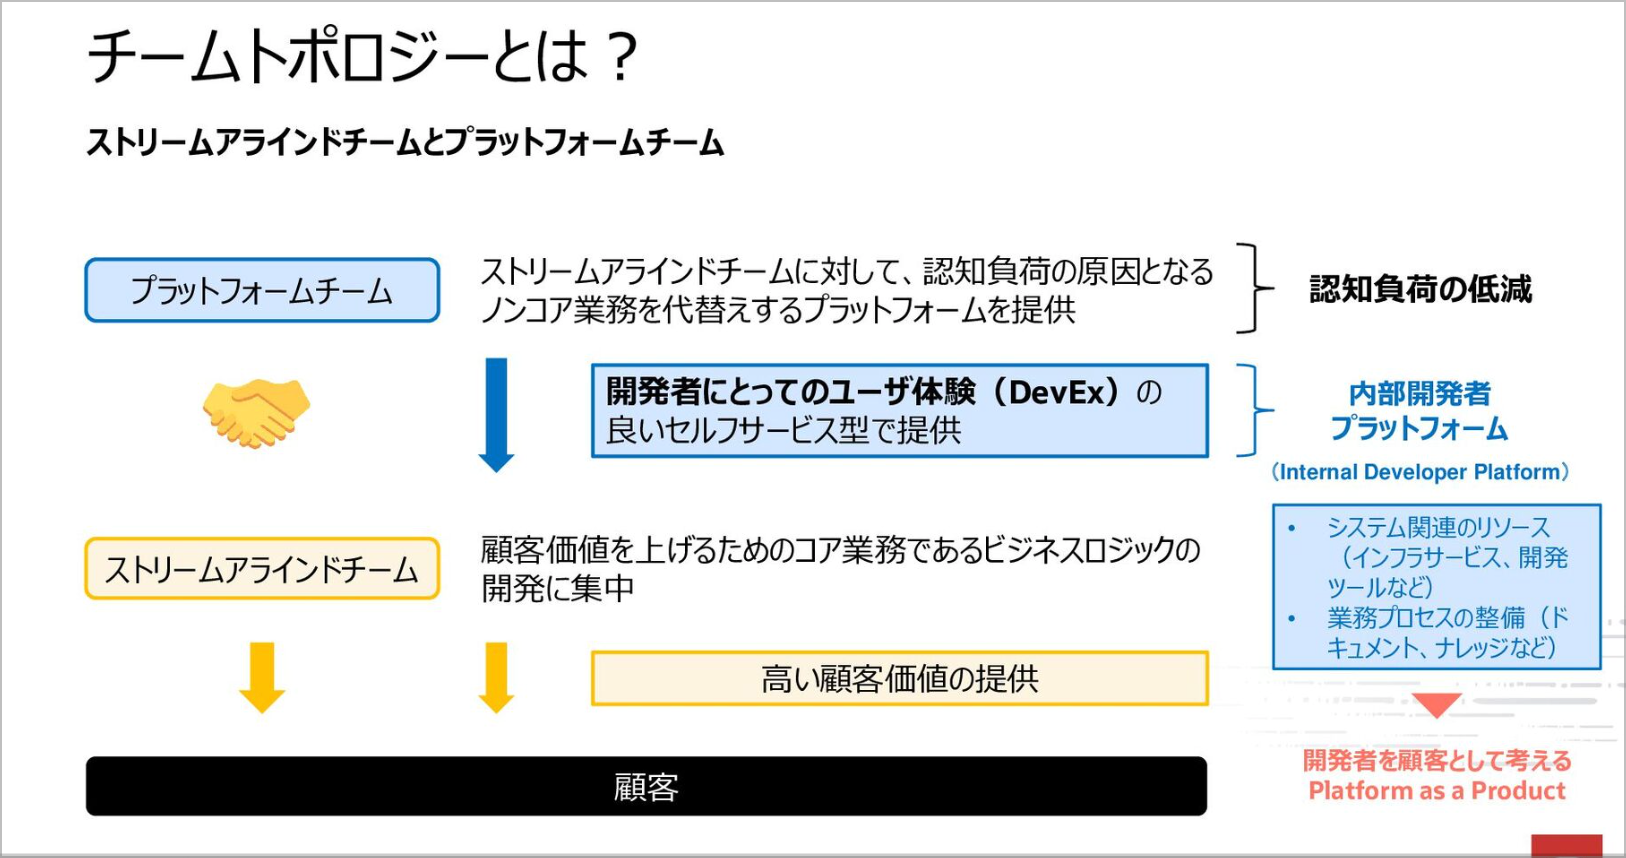 チームトポロジーとは？
ストリームアラインドチームとプラットフォームチーム
プラットフォームチーム
ストリームアラインドチームに対して、認知負荷の原因となる
ノンコア業務を代替えするプラットフォームを提供
認知負荷の低減
開発者にとってのユーザ体験（DevEx）の
良いセルフサービス型で提供
内部開発者
プラットフォーム
（Internal Developer Platform）
• システム関連のリソース
（インフラサービス、開発
ツールなど）
• 業務プロセスの整備（ド
キュメント、ナレッジなど）
ストリームアラインドチーム
顧客価値を上げるためのコア業務であるビジネスロジックの
開発に集中
高い顧客価値の提供
顧客
開発者を顧客として考える
Platform as a Product